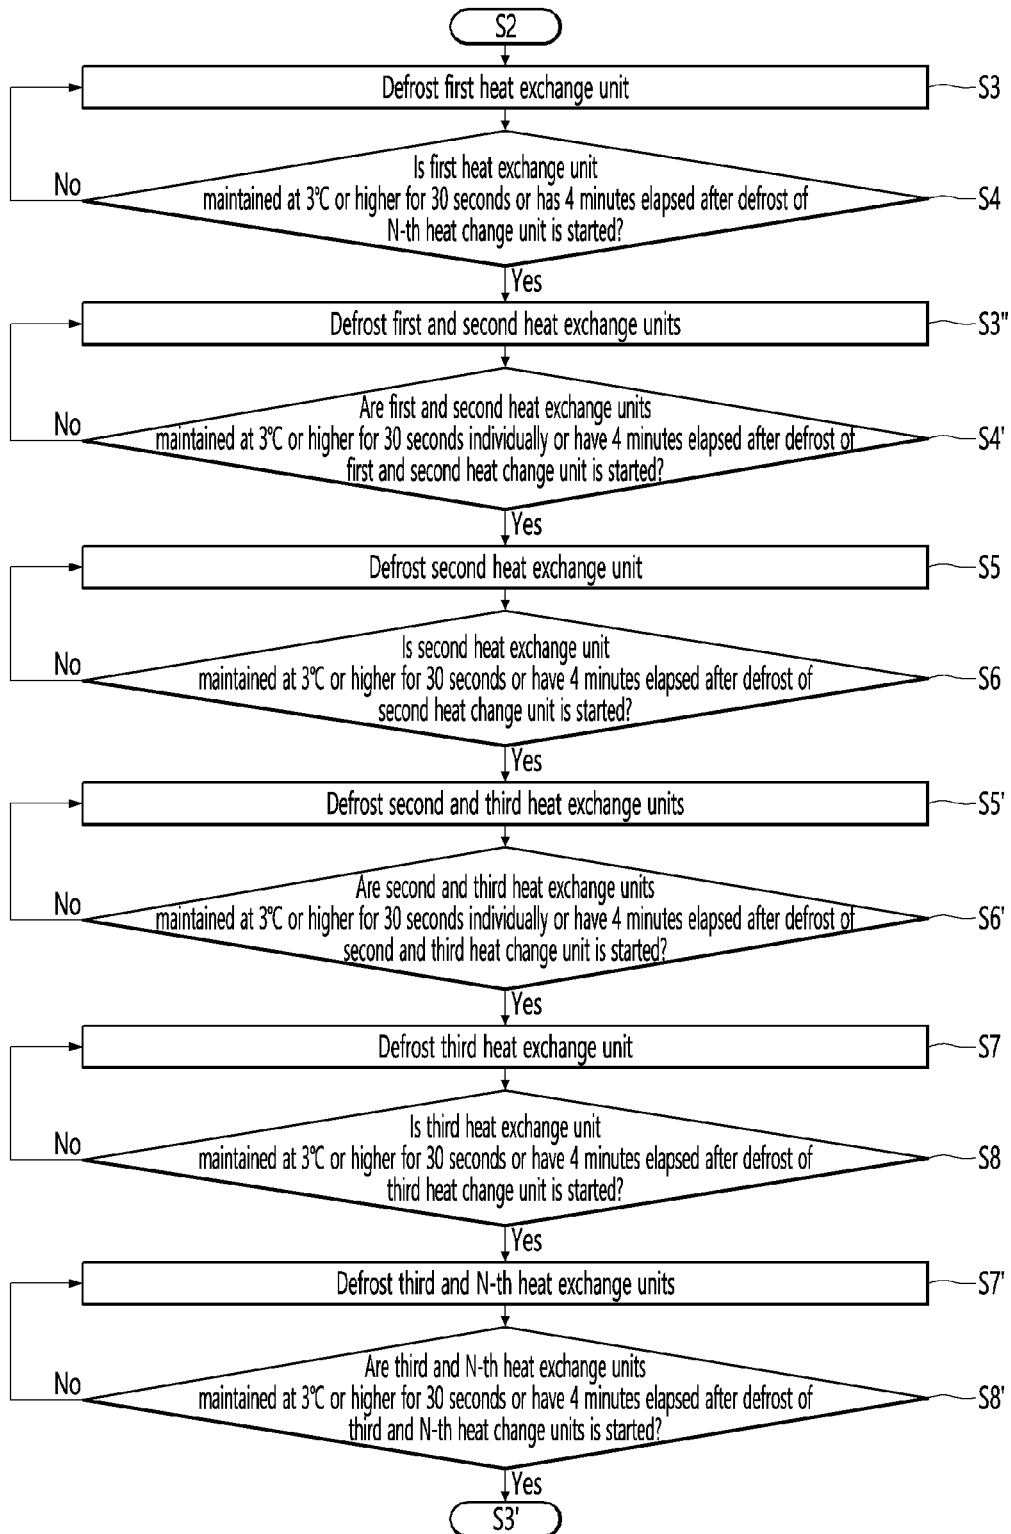 S2
Defrost first heat exchange unit
S3
Is first heat exchange unit
maintained at 3℃ or higher for 30 seconds or has 4 minutes elapsed after defrost of
N-th heat change unit is started?
No
S4
Yes
Defrost first and second heat exchange units
S3"
Are first and second heat exchange units
maintained at 3℃ or higher for 30 seconds individually or have 4 minutes elapsed after defrost of
first and second heat change unit is started?
No
S4'
Yes
Defrost second heat exchange unit
S5
Is second heat exchange unit
maintained at 3℃ or higher for 30 seconds or have 4 minutes elapsed after defrost of
second heat change unit is started?
No
S6
Yes
Defrost second and third heat exchange units
S5'
Are second and third heat exchange units
maintained at 3℃ or higher for 30 seconds individually or have 4 minutes elapsed after defrost of
second and third heat change unit is started?
No
S6'
Yes
Defrost third heat exchange unit
S7
Is third heat exchange unit
maintained at 3℃ or higher for 30 seconds or have 4 minutes elapsed after defrost of
third heat change unit is started?
No
S8
Yes
Defrost third and N-th heat exchange units
S7'
Are third and N-th heat exchange units
maintained at 3℃ or higher for 30 seconds or have 4 minutes elapsed after defrost of
third and N-th heat change units is started?
No
S8'
Yes
S3'